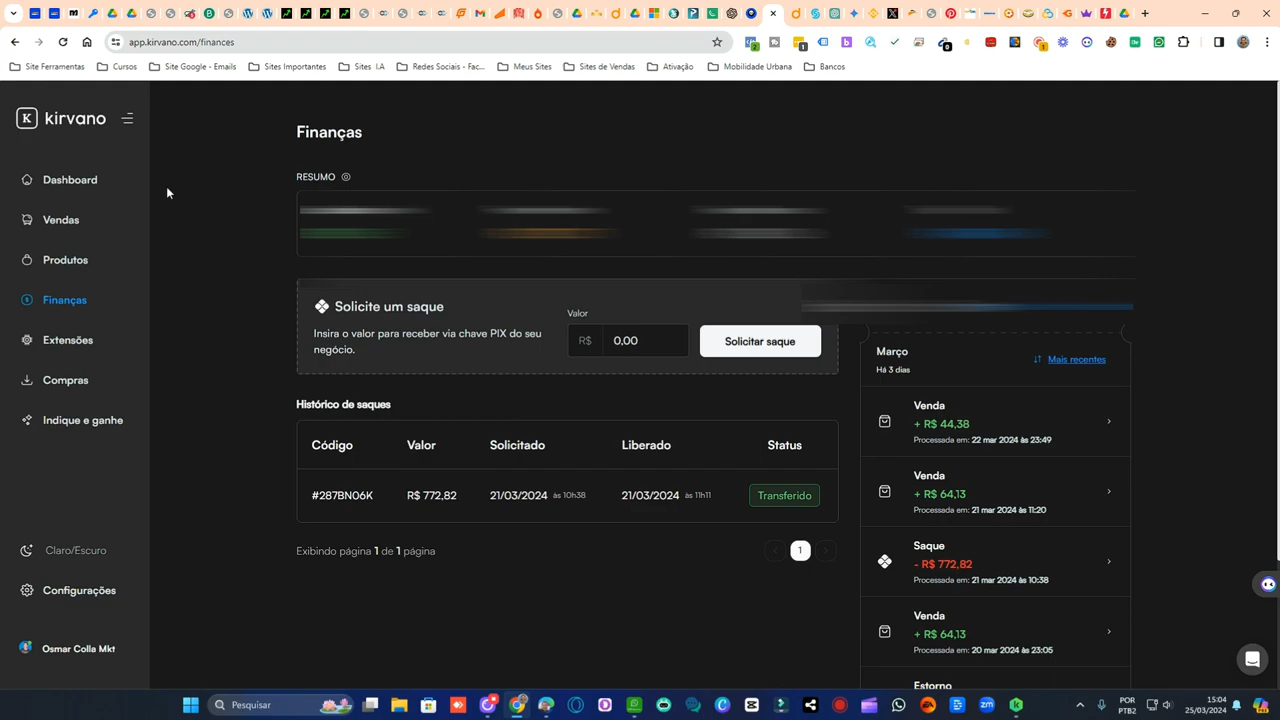 app.kirvano.com/finances
Site Ferramentas
Cursos
Site Google - Emails
Sites Importantes
Sites I.A
Redes Sociais - Fac...
Meus Sites
Sites de Vendas
Ativação
Mobilidade Urbana
Bancos
K kirvano
Dashboard
Vendas
Produtos
Finanças
Extensões
Compras
Indique e ganhe
Claro/Escuro
Configurações
Osmar Colla Mkt
Finanças
RESUMO
Solicite um saque
Insira o valor para receber via chave PIX do seu
negócio.
Valor
R$ 0,00
Solicitar saque
Histórico de saques
Código Valor Solicitado Liberado Status
#287BN06K R$ 772,82 21/03/2024 às 10h38 21/03/2024 às 11h11 Transferido
Exibindo página 1 de 1 página
1
Março
Há 3 dias
Mais recentes
Venda
+ R$ 44,38
Processada em: 22 mar 2024 às 23:49
Venda
+ R$ 64,13
Processada em: 21 mar 2024 às 11:20
Saque
- R$ 772,82
Processada em: 21 mar 2024 às 10:38
Venda
+ R$ 64,13
Processada em: 20 mar 2024 às 23:05
Estorno
Pesquisar
POR
PTB2
15:04
25/03/2024